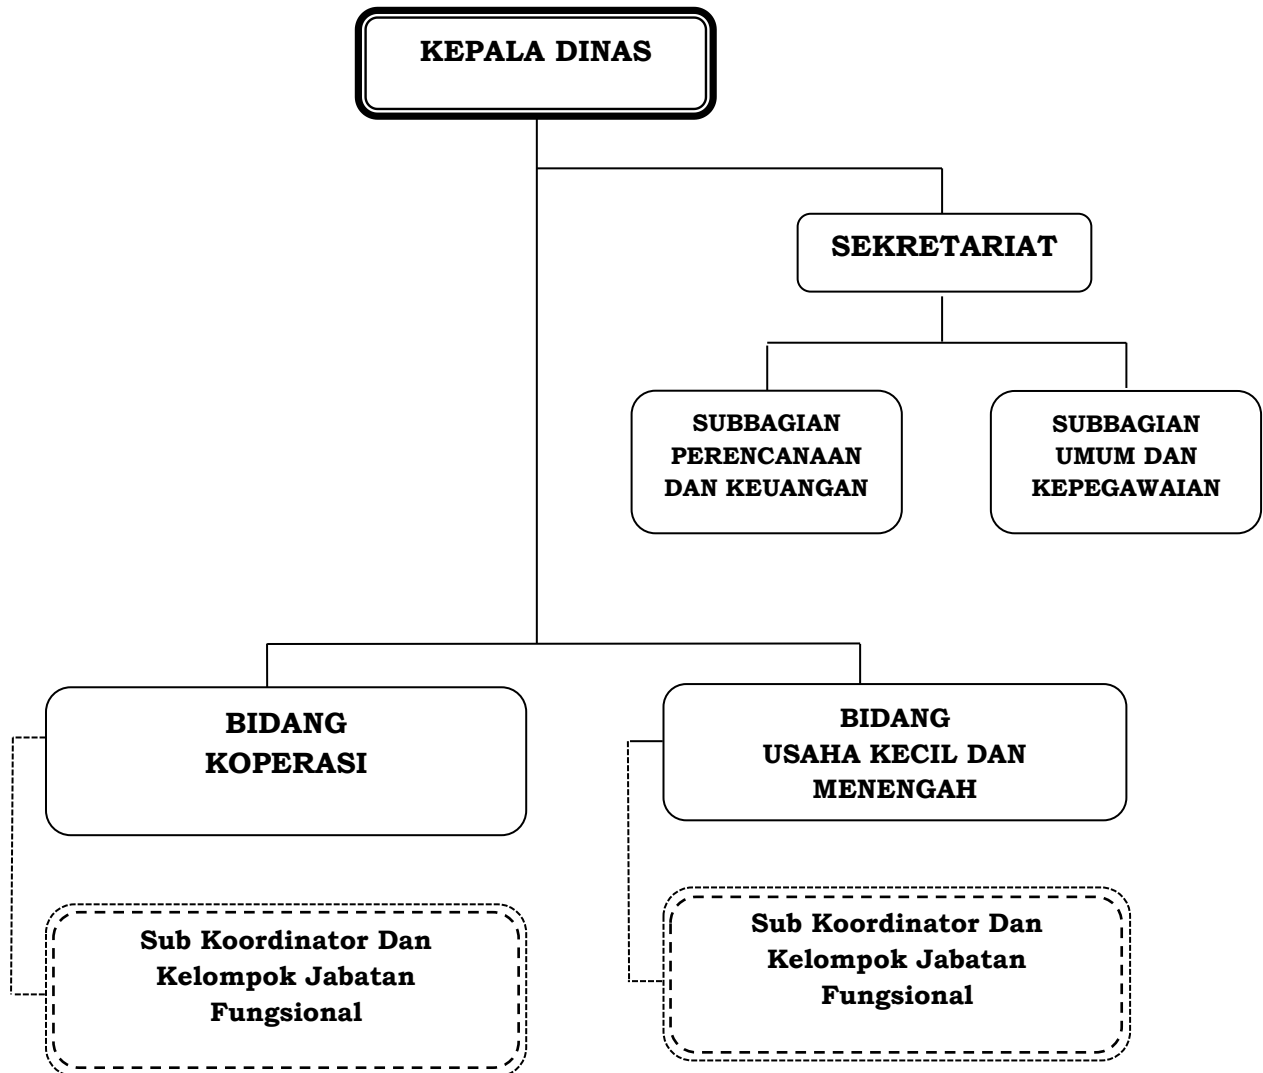 KEPALA DINAS
SEKRETARIAT
SUBBAGIAN
PERENCANAAN
DAN KEUANGAN
SUBBAGIAN
UMUM DAN
KEPEGAWAIAN
BIDANG
KOPERASI
BIDANG
USAHA KECIL DAN
MENENGAH
Sub Koordinator Dan
Kelompok Jabatan
Fungsional
Sub Koordinator Dan
Kelompok Jabatan
Fungsional